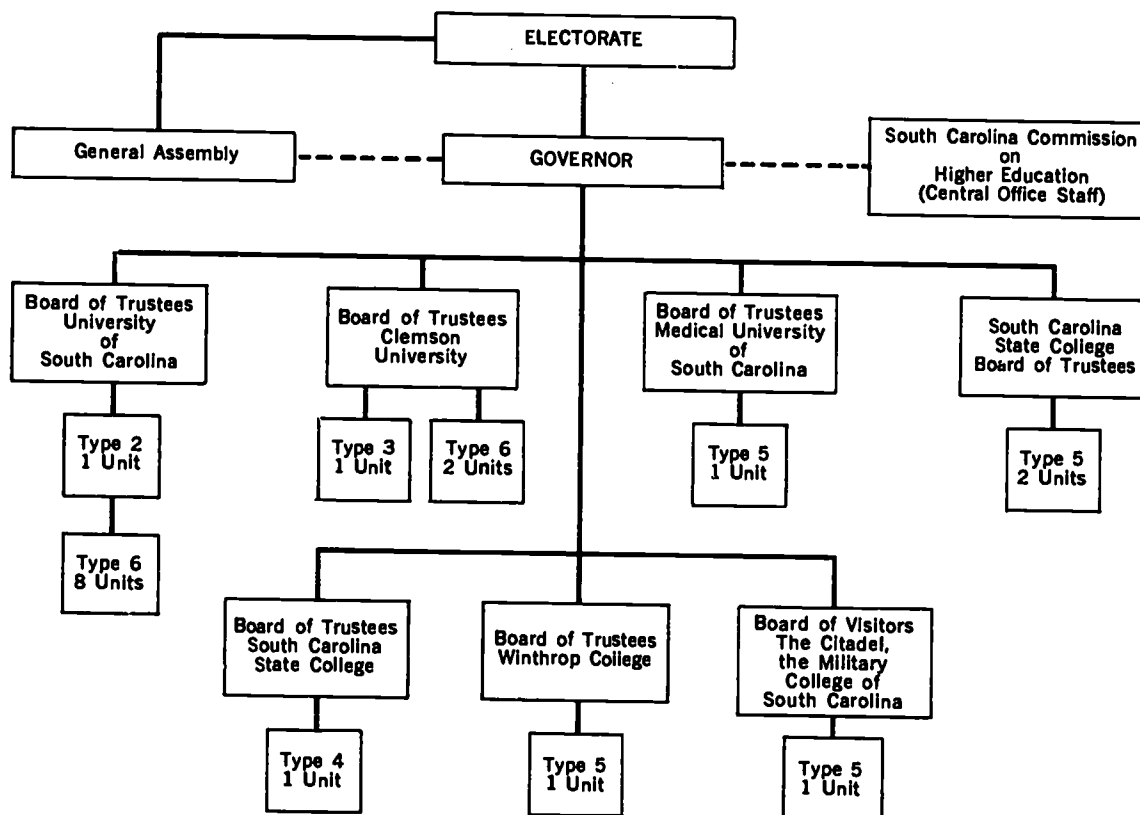 ELECTORATE
General Assembly
GOVERNOR
South Carolina Commission
on
Higher Education
(Central Office Staff)
Board of Trustees
University
of
South Carolina
Board of Trustees
Clemson
University
Board of Trustees
Medical University
of
South Carolina
South Carolina
State College
Board of Trustees
Type 2
1 Unit
Type 3
1 Unit
Type 6
2 Units
Type 5
1 Unit
Type 5
2 Units
Type 6
8 Units
Board of Trustees
South Carolina
State College
Board of Trustees
Winthrop College
Board of Visitors
The Citadel,
the Military
College of
South Carolina
Type 4
1 Unit
Type 5
1 Unit
Type 5
1 Unit